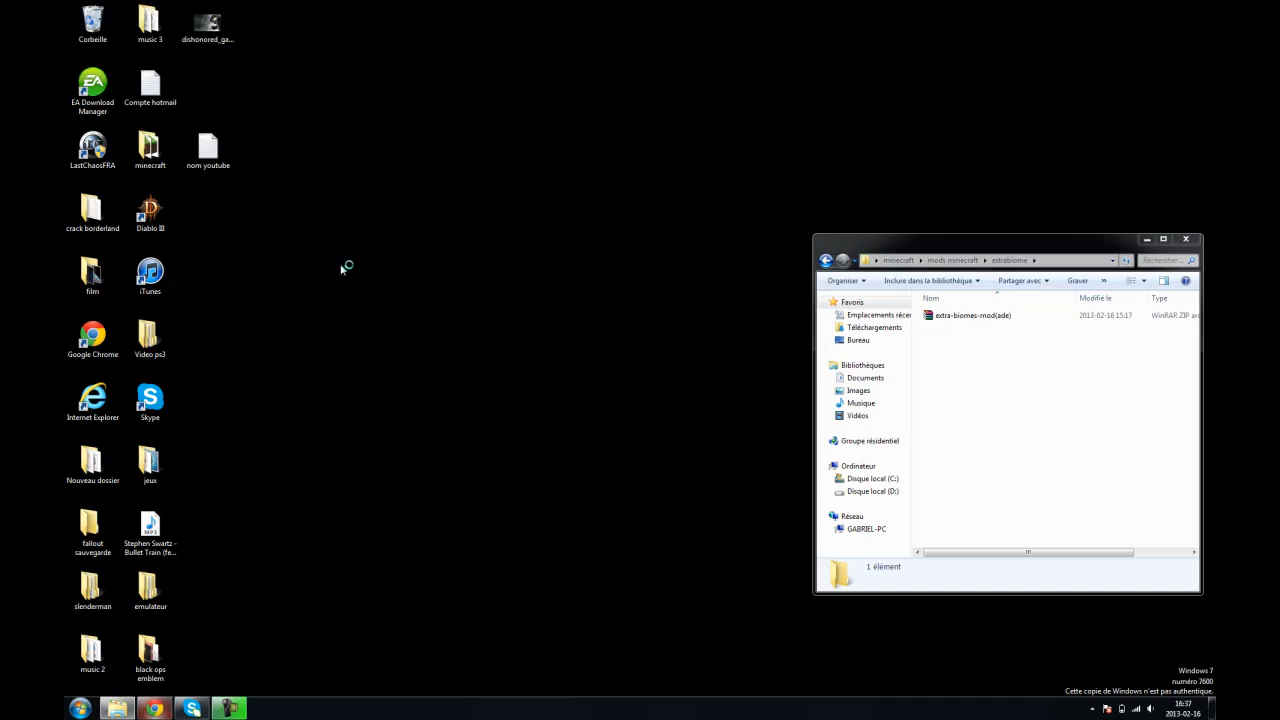 Corbeille
music 3
dishonored_ga...
EA Download
Manager
Compte hotmail
LastChaosFRA
minecraft
nom youtube
crack borderland
Diablo III
film
iTunes
Google Chrome
Video ps3
Internet Explorer
Skype
Nouveau dossier
jeux
fallout
sauvegarde
MP3
Stephen Swartz -
Bullet Train (fe...
slenderman
emulateur
music 2
black ops
emblem
minecraft
mods minecraft
extrabiome
Rechercher ...
Organiser
Inclure dans la bibliothèque
Partager avec
Graver
»
Favoris
Emplacements récen
Téléchargements
Bureau
Bibliothèques
Documents
Images
Musique
Vidéos
Groupe résidentiel
Ordinateur
Disque local (C:)
Disque local (D:)
Réseau
GABRIEL-PC
Nom
Modifié le
Type
extra-biomes-mod(ade)
2013-02-16 15:17
WinRAR ZIP arc
1 élément
Windows 7
numéro 7600
Cette copie de Windows n'est pas authentique.
16:37
2013-02-16